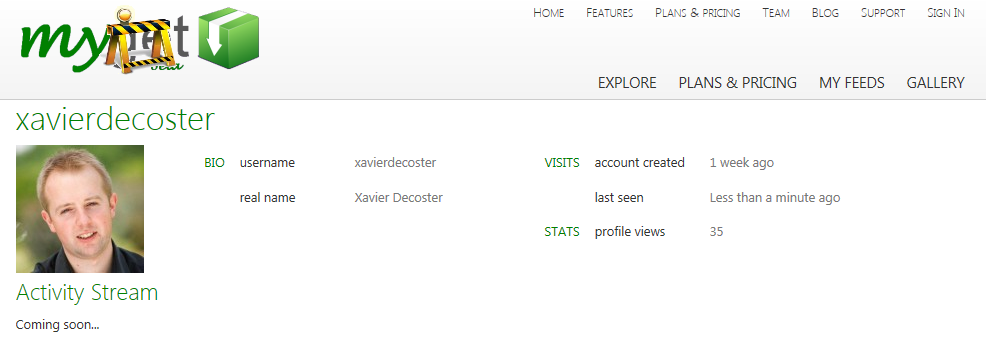 HOME FEATURES PLANS & PRICING TEAM BLOG SUPPORT SIGN IN
my
EXPLORE PLANS & PRICING MY FEEDS GALLERY
xavierdecoster
BIO username xavierdecoster VISITS account created 1 week ago
real name Xavier Decoster last seen Less than a minute ago
STATS profile views 35
Activity Stream
Coming soon...